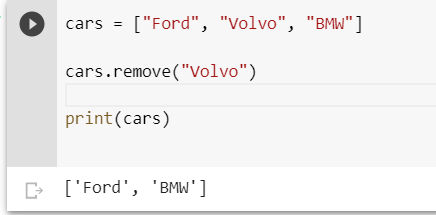 cars = ["Ford", "Volvo", "BMW"]
cars.remove("Volvo")
print(cars)
['Ford', 'BMW']